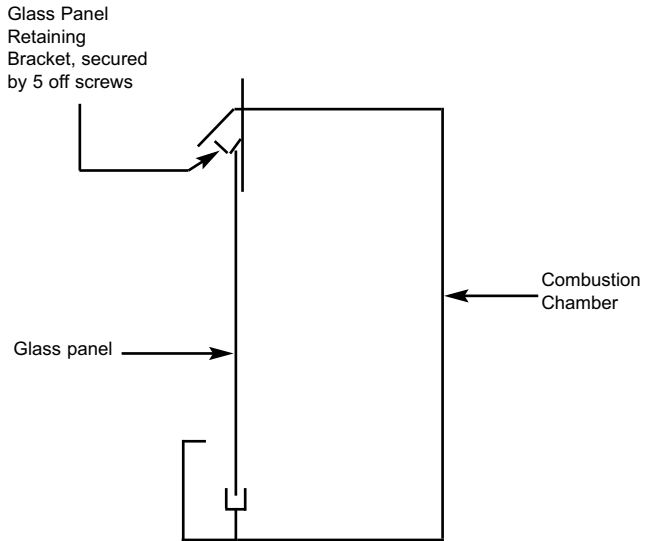 Glass Panel
Retaining
Bracket, secured
by 5 off screws
Combustion
Chamber
Glass panel